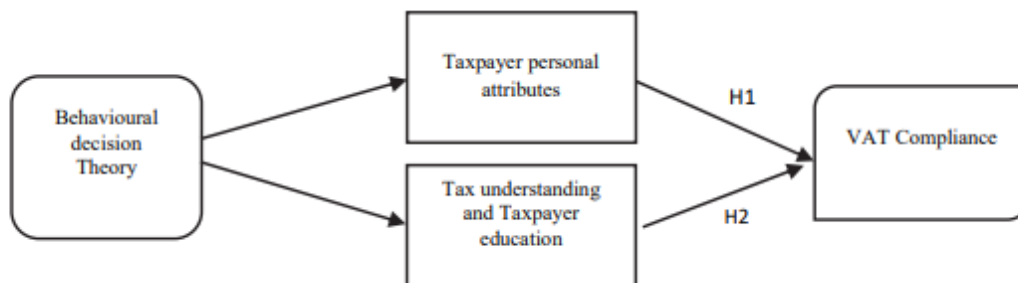 Behavioural
decision
Theory
Taxpayer personal
attributes
Tax understanding
and Taxpayer
education
H1
H2
VAT Compliance